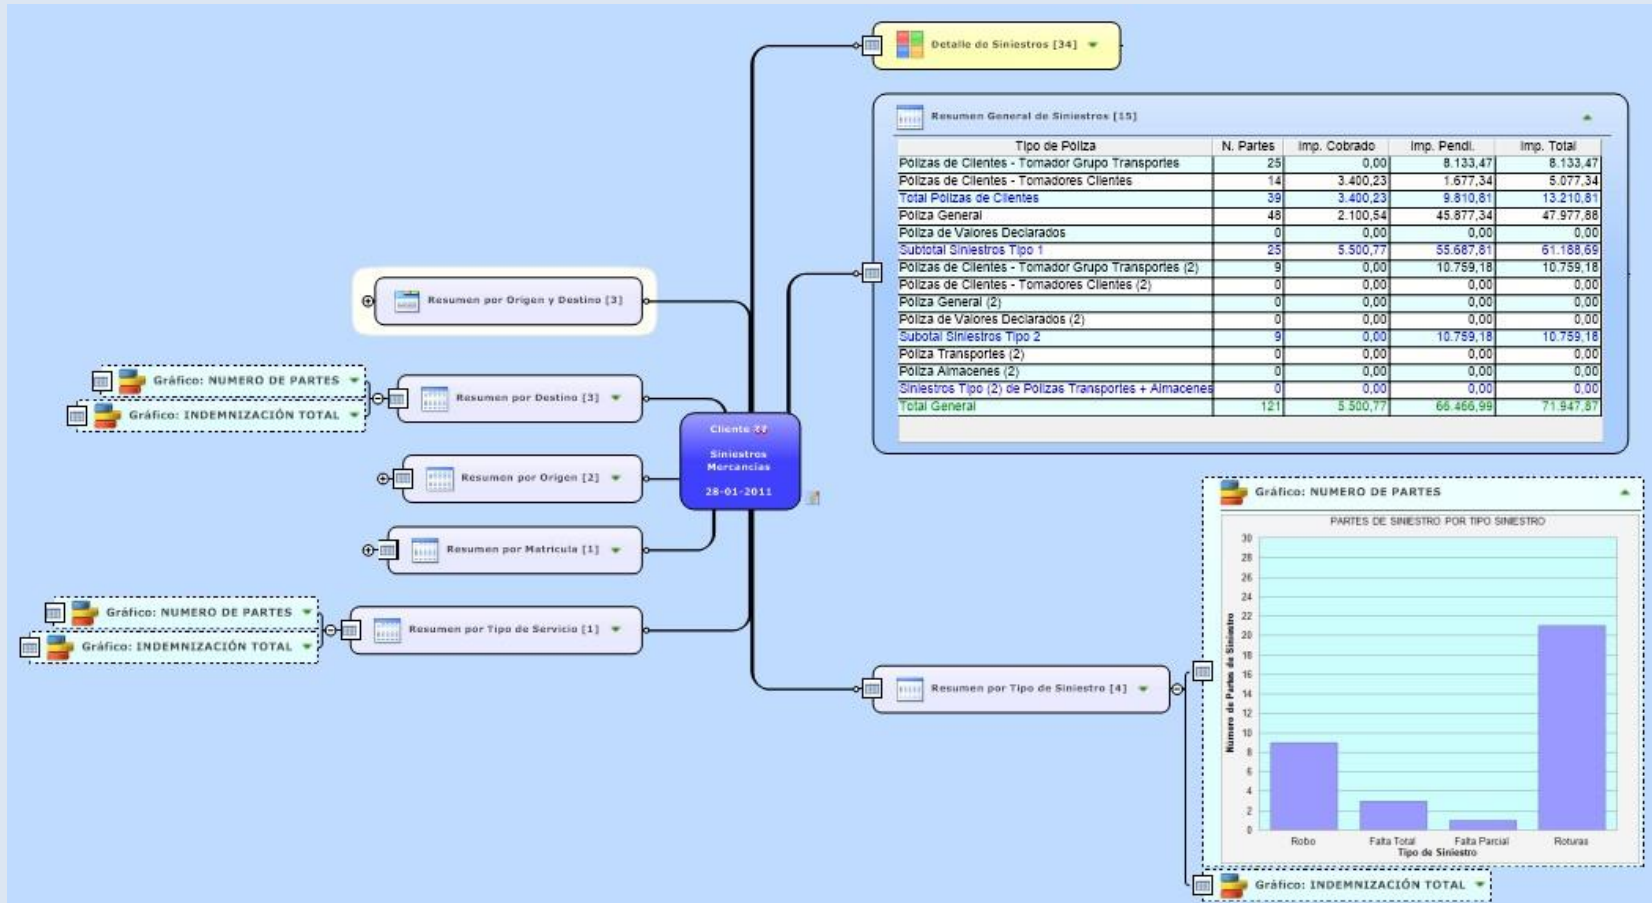 Detalle de Siniestros [34]
Resumen General de Siniestros [15]
Tipo de Póliza N. Partes Imp. Cobrado Imp. Pendi. Imp. Total
Pólizas de Clientes - Tomador Grupo Transportes 25 0,00 8.133,47 8.133,47
Pólizas de Clientes - Tomadores Clientes 14 3.400,23 1.677,34 5.077,34
Total Pólizas de Clientes 39 3.400,23 9.810,81 13.210,81
Póliza General 48 2.100,54 45.877,34 47.977,88
Póliza de Valores Declarados 0 0,00 0,00 0,00
Subtotal Siniestros Tipo 1 25 5.500,77 55.687,81 61.188,69
Pólizas de Clientes - Tomador Grupo Transportes (2) 9 0,00 10.759,18 10.759,18
Pólizas de Clientes - Tomadores Clientes (2) 0 0,00 0,00 0,00
Póliza General (2) 0 0,00 0,00 0,00
Póliza de Valores Declarados (2) 0 0,00 0,00 0,00
Subotal Siniestros Tipo 2 9 0,00 10.759,18 10.759,18
Póliza Transportes (2) 0 0,00 0,00 0,00
Póliza Almacenes (2) 0 0,00 0,00 0,00
Siniestros Tipo (2) de Pólizas Transportes + Almacenes 0 0,00 0,00 0,00
Total General 121 5.500,77 66.466,99 71.947,87
Resumen por Origen y Destino [3]
Gráfico: NUMERO DE PARTES
Gráfico: INDEMNIZACIÓN TOTAL
Resumen por Destino [3]
Cliente
Siniestros
Mercancías
28-01-2011
Resumen por Origen [2]
Resumen por Matrícula [1]
Gráfico: NUMERO DE PARTES
Gráfico: INDEMNIZACIÓN TOTAL
Resumen por Tipo de Servicio [1]
Resumen por Tipo de Siniestro [4]
Gráfico: NUMERO DE PARTES
PARTES DE SINIESTRO POR TIPO SINIESTRO
Número de Partes de Siniestro
30
28
26
24
22
20
18
16
14
12
10
8
6
4
2
0
Robo Falta Total Falta Parcial Roturas
Tipo de Siniestro
Gráfico: INDEMNIZACIÓN TOTAL